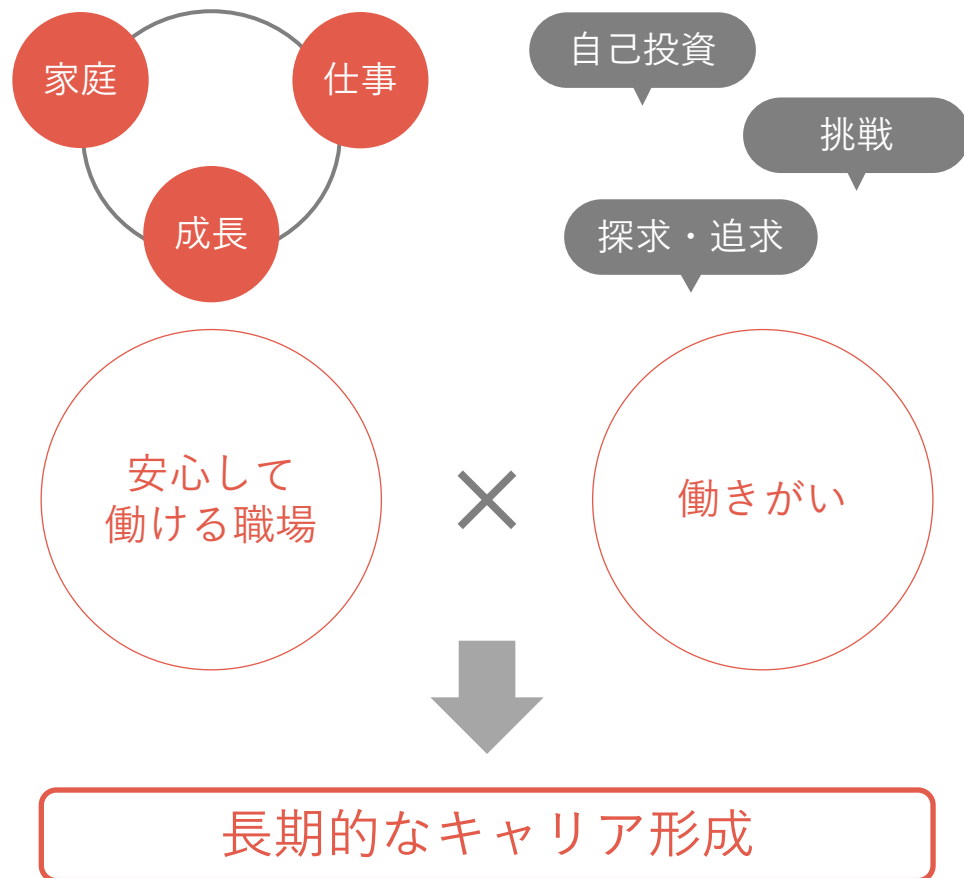 家庭
仕事
成長
自己投資
挑戦
探求・追求
安心して
働ける職場
×
働きがい
長期的なキャリア形成